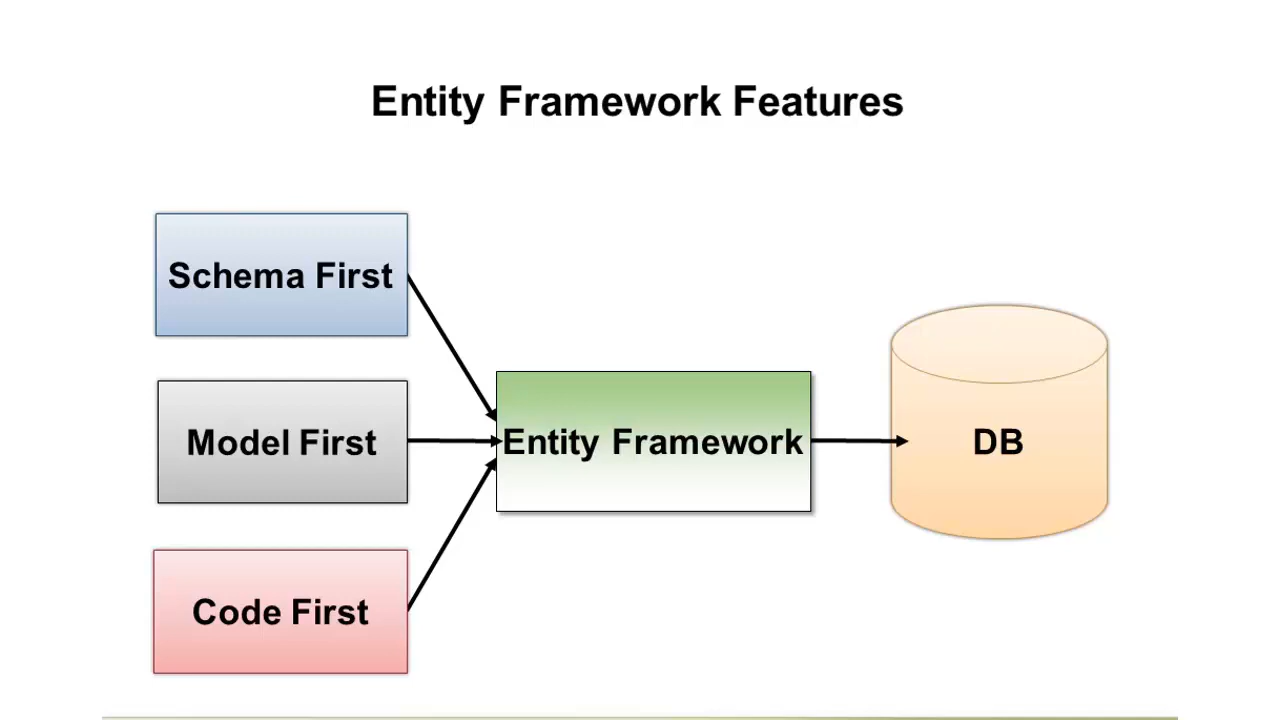 Entity Framework Features
Schema First
Model First
Entity Framework
DB
Code First